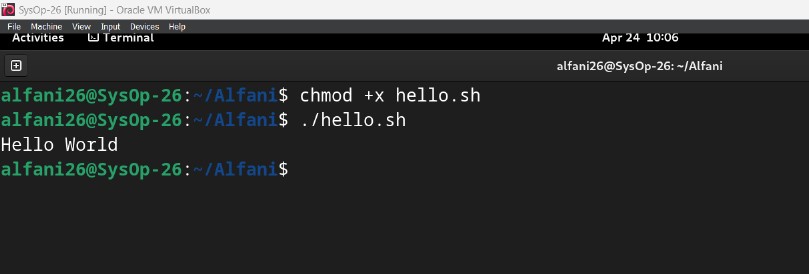 SysOp-26 [Running] - Oracle VM VirtualBox
File Machine View Input Devices Help
Activities Terminal Apr 24 10:06
alfani26@SysOp-26: ~/Alfani
alfani26@SysOp-26:~/Alfani$ chmod +x hello.sh
alfani26@SysOp-26:~/Alfani$ ./hello.sh
Hello World
alfani26@SysOp-26:~/Alfani$